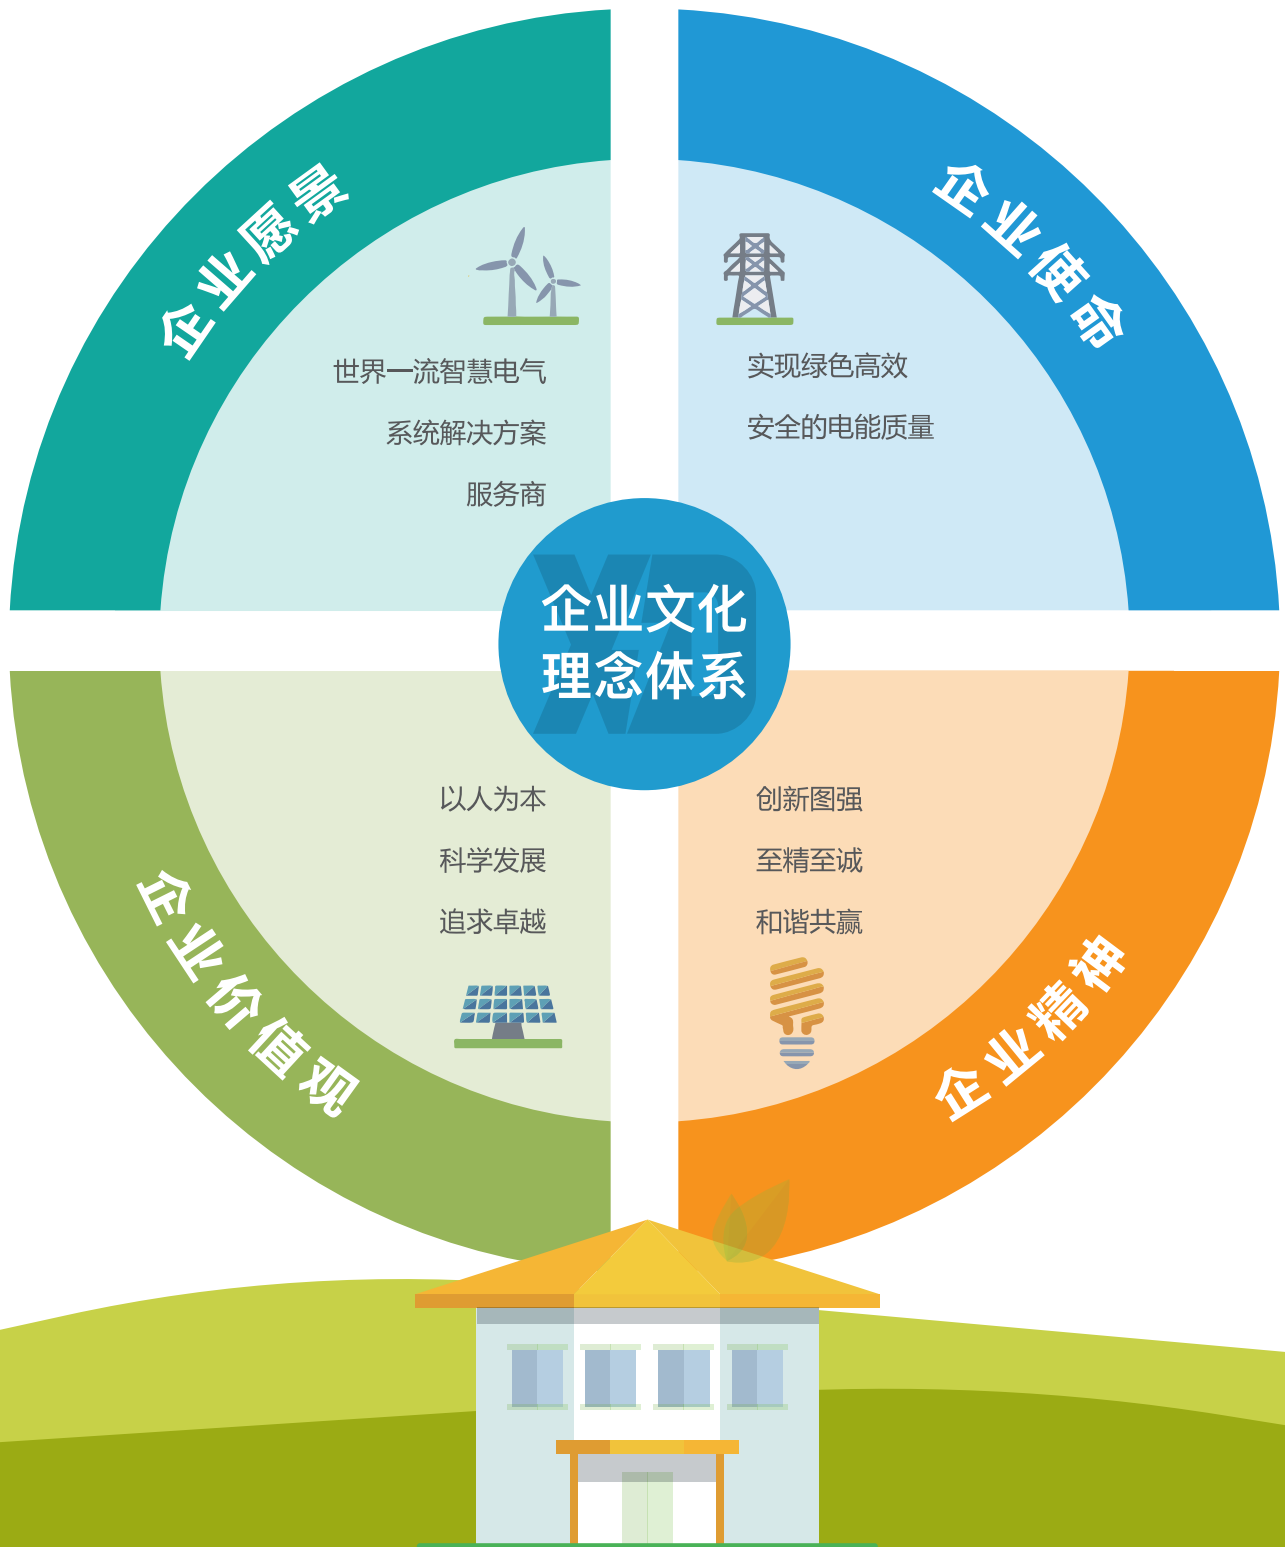 企业愿景
世界一流智慧电气
系统解决方案
服务商
企业使命
实现绿色高效
安全的电能质量
XD
企业文化
理念体系
企业价值观
以人为本
科学发展
追求卓越
企业精神
创新图强
至精至诚
和谐共赢